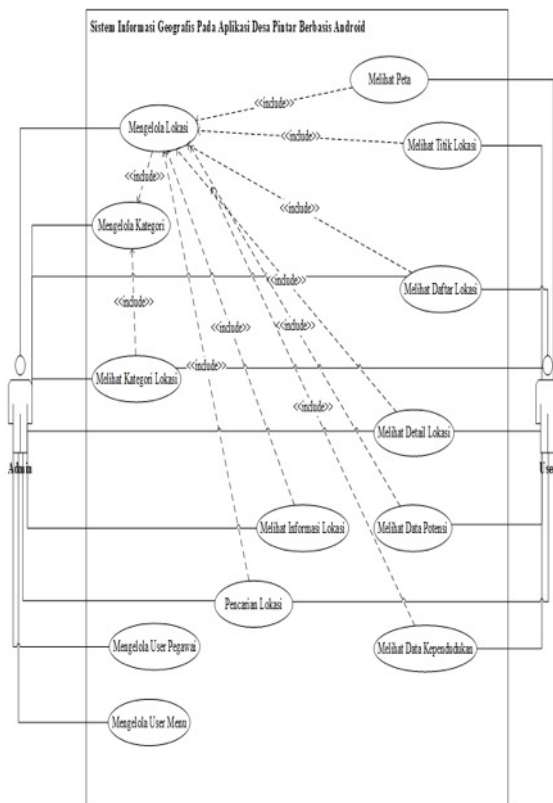 Sistem Informasi Geografis Pada Aplikasi Desa Pintar Berbasis Android
Melihat Peta
<<include>>
Mengelola Lokasi
<<include>>
Melihat Titik Lokasi
<<include>>
<<include>>
Mengelola Kategori
<<include>>
Melihat Daftar Lokasi
<<include>>
<<include>>
<<include>>
<<include>>
Melihat Kategori Lokasi
<<include>>
Melihat Detail Lokasi
Admin
User
Melihat Informasi Lokasi
Melihat Data Potensi
Pencarian Lokasi
Mengelola User Pegawai
Melihat Data Kependudukan
Mengelola User Menu